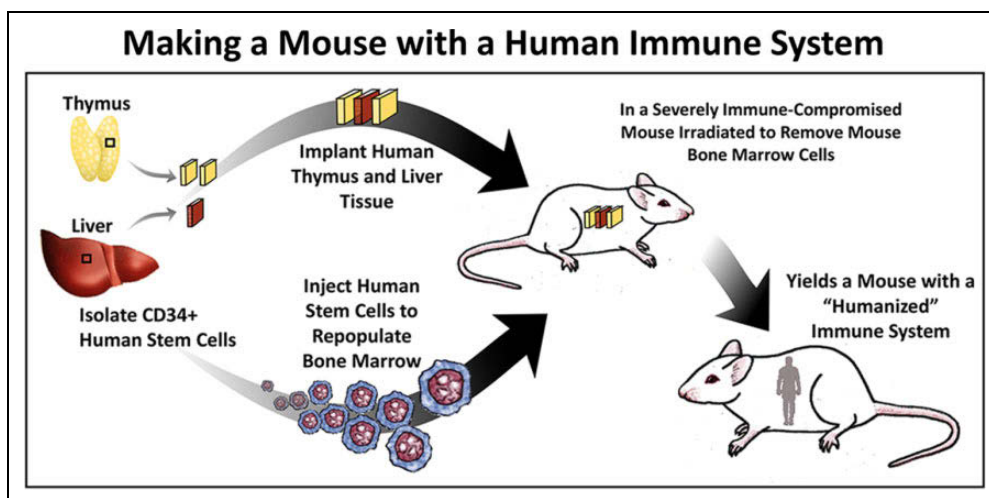 Making a Mouse with a Human Immune System
Thymus
Liver
Isolate CD34+
Human Stem Cells
Implant Human
Thymus and Liver
Tissue
Inject Human
Stem Cells to
Repopulate
Bone Marrow
In a Severely Immune-Compromised
Mouse Irradiated to Remove Mouse
Bone Marrow Cells
Yields a Mouse with a
“Humanized”
Immune System